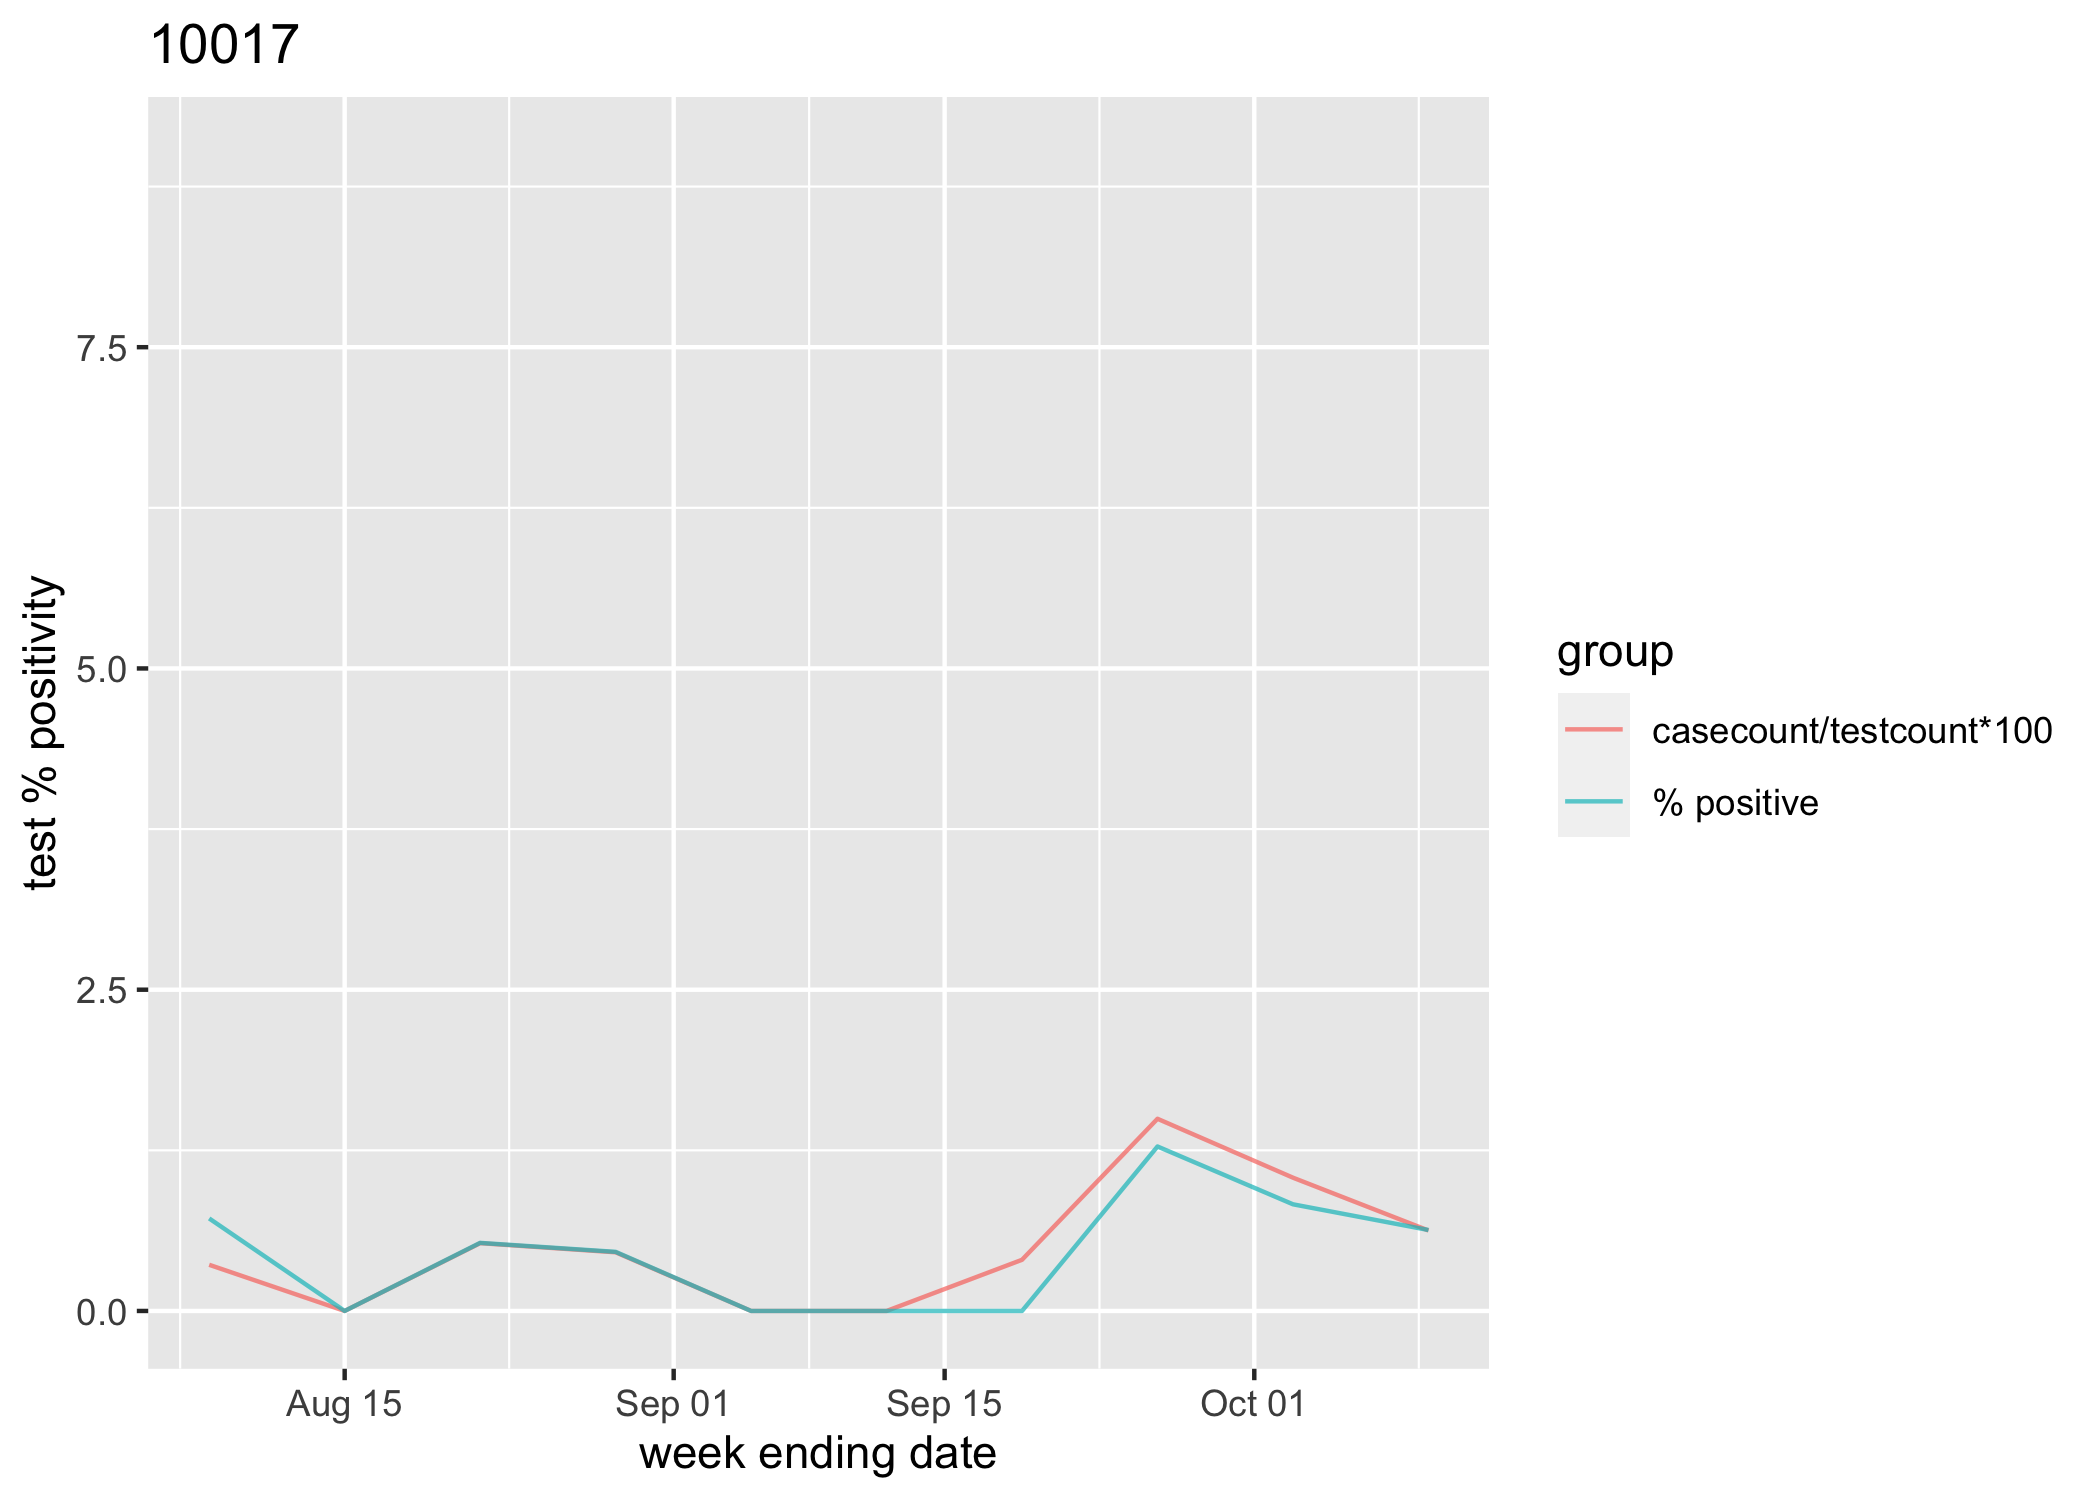 10017
test % positivity
7.5
5.0
2.5
0.0
Aug 15
Sep 01
Sep 15
Oct 01
week ending date
group
casecount/testcount*100
% positive